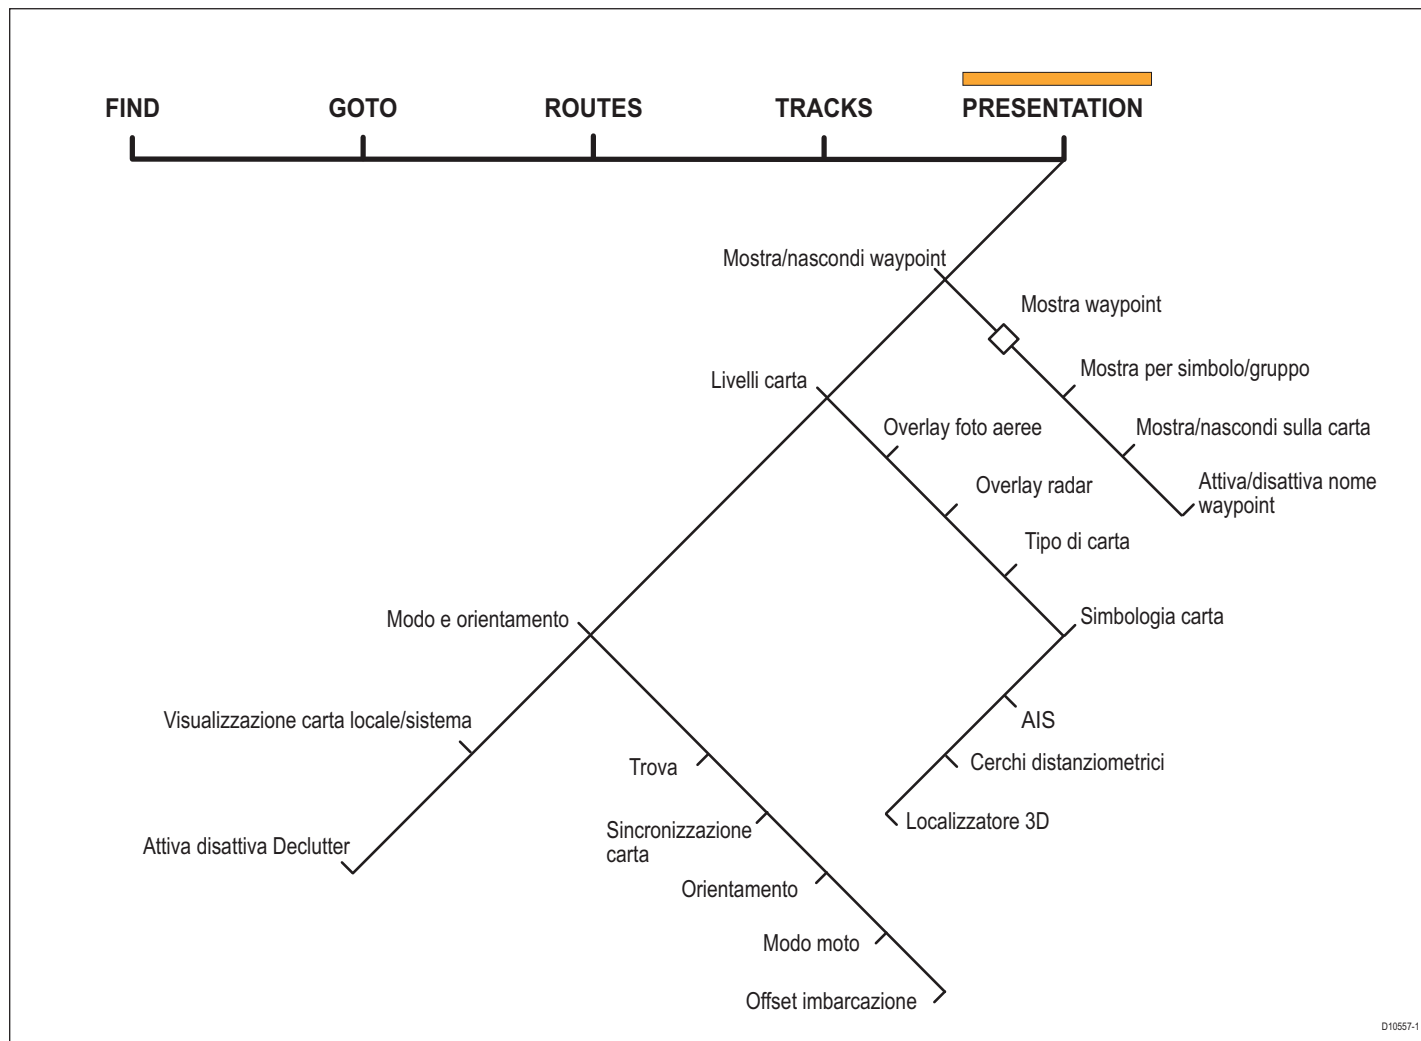 FIND
GOTO
ROUTES
TRACKS
PRESENTATION
Mostra/nascondi waypoint
Mostra waypoint
Mostra per simbolo/gruppo
Livelli carta
Overlay foto aeree
Mostra/nascondi sulla carta
Overlay radar
Attiva/disattiva nome
waypoint
Tipo di carta
Modo e orientamento
Simbologia carta
Visualizzazione carta locale/sistema
AIS
Trova
Cerchi distanziometrici
Sincronizzazione
carta
Localizzatore 3D
Attiva disattiva Declutter
Orientamento
Modo moto
Offset imbarcazione
D10557-1